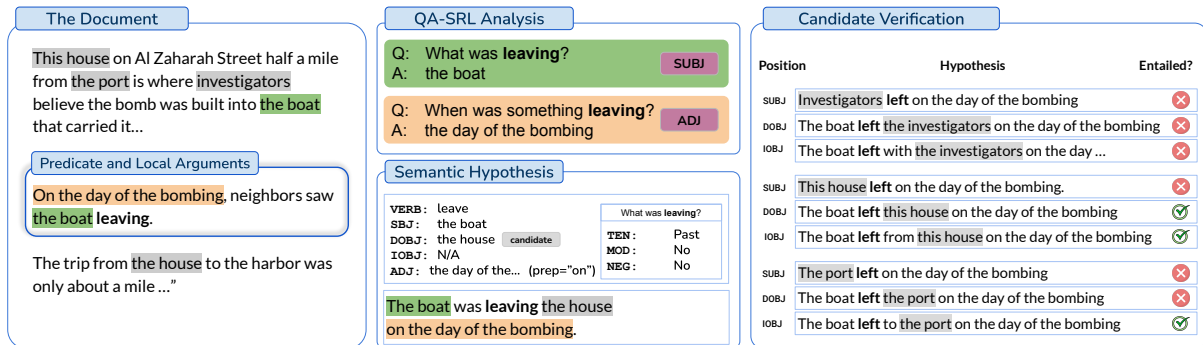 The Document
This house on Al Zaharah Street half a mile
from the port is where investigators
believe the bomb was built into the boat
that carried it…
Predicate and Local Arguments
On the day of the bombing, neighbors saw
the boat leaving.
The trip from the house to the harbor was
only about a mile …”
QA-SRL Analysis
Q: What was leaving?
A: the boat
SUBJ
Q: When was something leaving?
A: the day of the bombing
ADJ
Semantic Hypothesis
VERB: leave
SBJ: the boat
DOBJ: the house candidate
IOBJ: N/A
ADJ: the day of the... (prep="on")
What was leaving?
TEN: Past
MOD: No
NEG: No
The boat was leaving the house
on the day of the bombing.
Candidate Verification
Position Hypothesis Entailed?
SUBJ Investigators left on the day of the bombing
DOBJ The boat left the investigators on the day of the bombing
IOBJ The boat left with the investigators on the day ...
SUBJ This house left on the day of the bombing.
DOBJ The boat left this house on the day of the bombing
IOBJ The boat left from this house on the day of the bombing
SUBJ The port left on the day of the bombing
DOBJ The boat left the port on the day of the bombing
IOBJ The boat left to the port on the day of the bombing